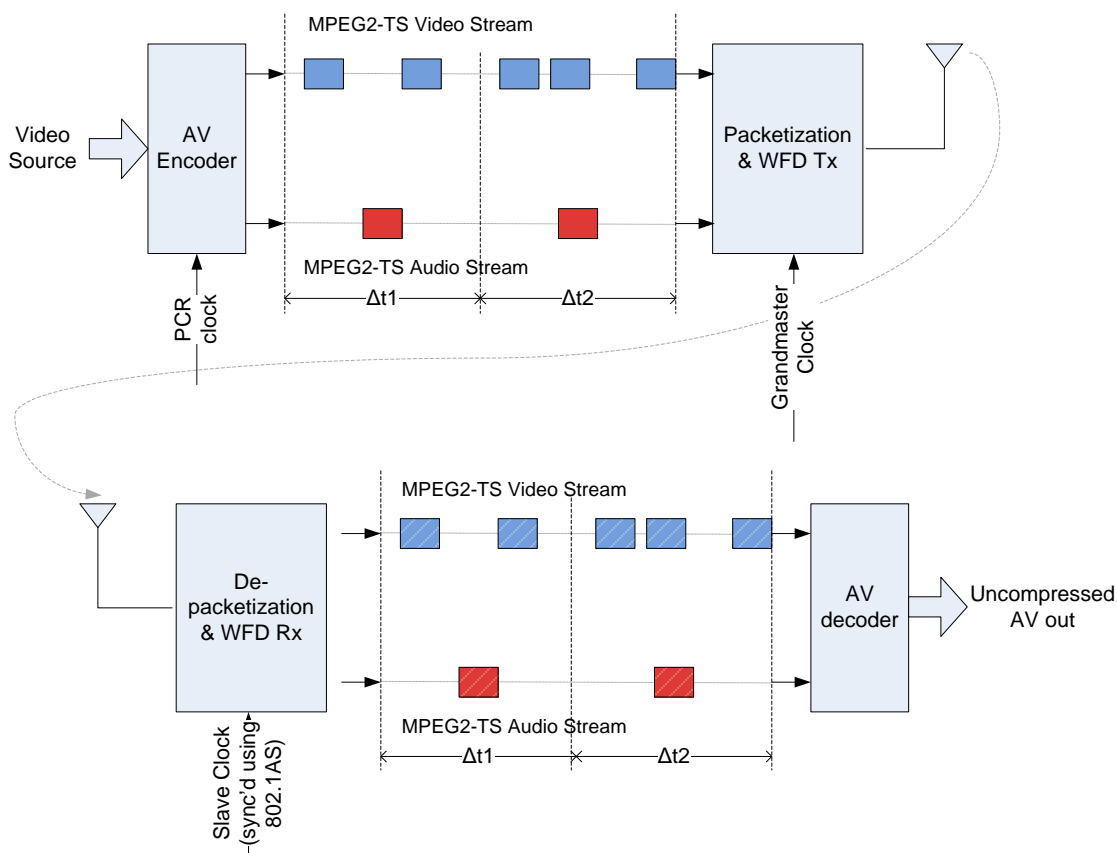 MPEG2-TS Video Stream
Video
Source
AV
Encoder
Packetization
& WFD Tx
MPEG2-TS Audio Stream
Δt1
Δt2
PCR
clock
Grandmaster
Clock
MPEG2-TS Video Stream
De-
packetization
& WFD Rx
AV
decoder
Uncompressed
AV out
MPEG2-TS Audio Stream
Δt1
Δt2
Slave Clock
(sync'd using
802.1AS)